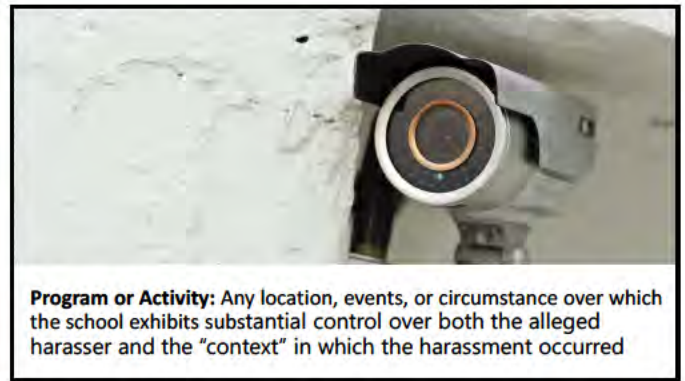 Program or Activity: Any location, events, or circumstance over which
the school exhibits substantial control over both the alleged
harasser and the “context” in which the harassment occurred